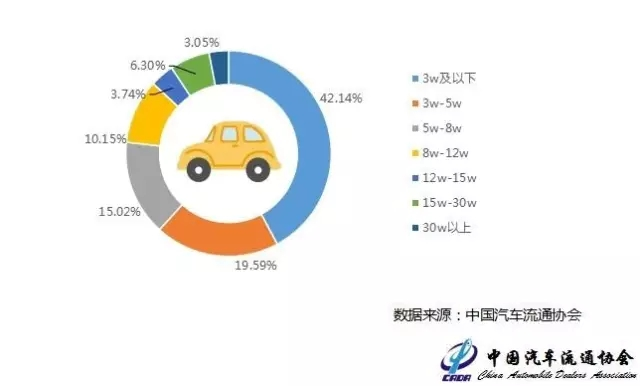 3.05%
6.30%
3.74%
10.15%
15.02%
19.59%
42.14%
3w及以下
3w-5w
5w-8w
8w-12w
12w-15w
15w-30w
30w以上
数据来源：中国汽车流通协会
中国汽车流通协会
China Automobile Dealers Association
CADA